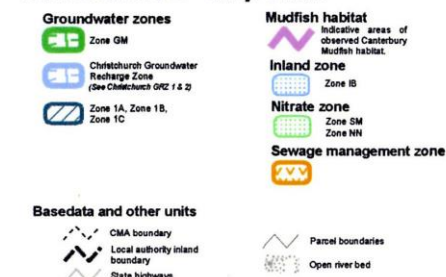 Groundwater zones
Zone GM
Christchurch Groundwater
Recharge Zone
(See Christchurch GRZ 1 & 2)
Zone 1A, Zone 1B,
Zone 1C
Mudfish habitat
Indicative areas of
observed Canterbury
Mudfish habitat.
Inland zone
Zone IB
Nitrate zone
Zone SM
Zone NN
Sewage management zone
Basedata and other units
CMA boundary
Local authority inland
boundary
State highways
Parcel boundaries
Open river bed